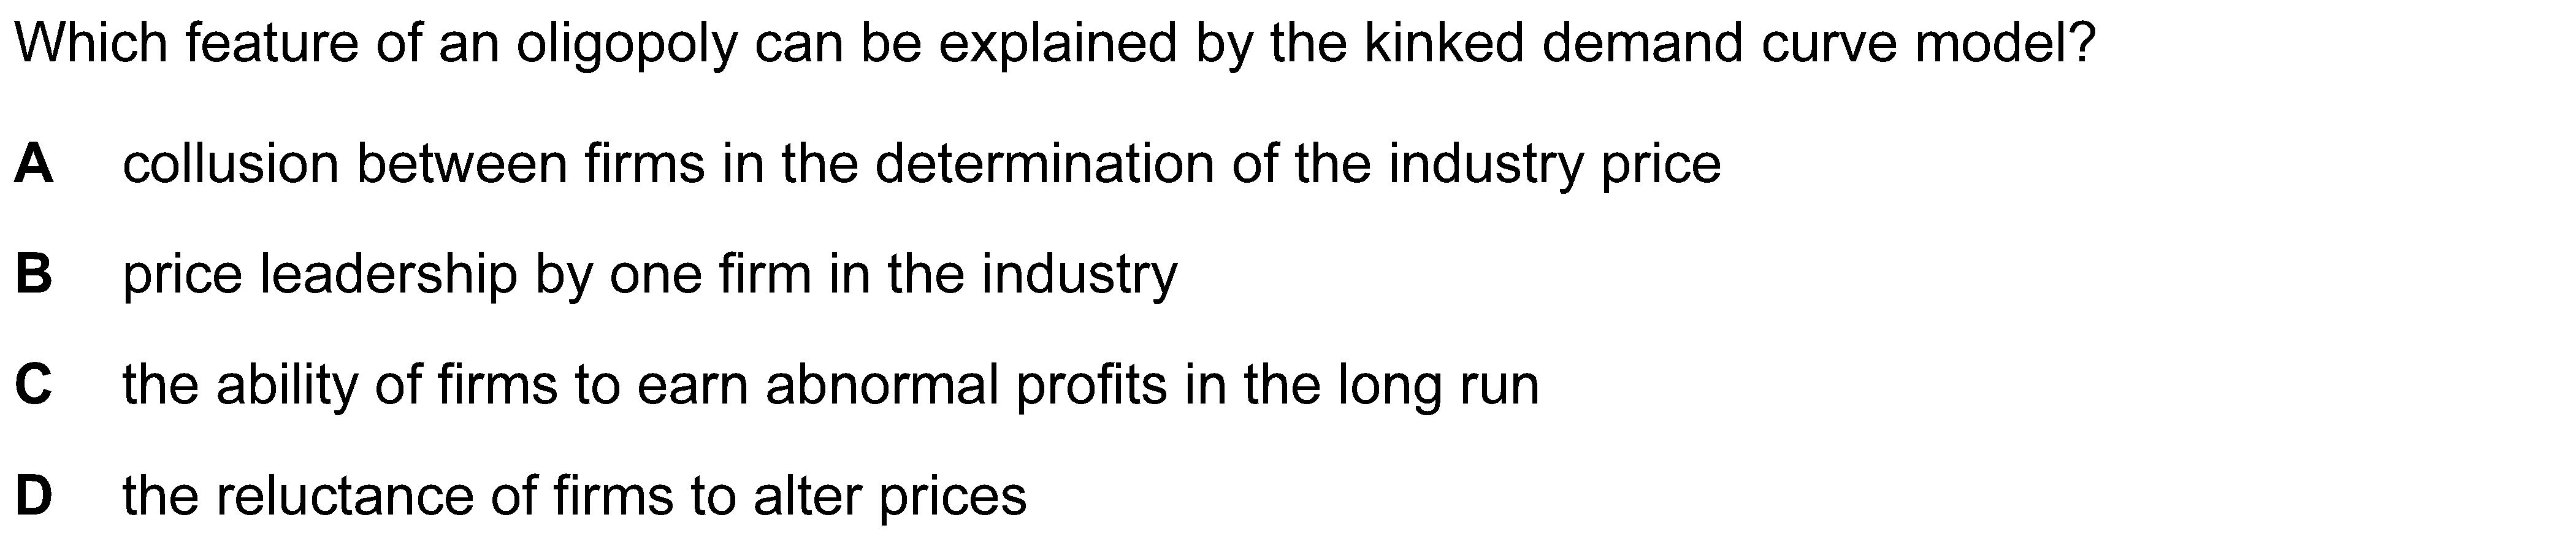 Which feature of an oligopoly can be explained by the kinked demand curve model?
A collusion between firms in the determination of the industry price
B price leadership by one firm in the industry
C the ability of firms to earn abnormal profits in the long run
D the reluctance of firms to alter prices